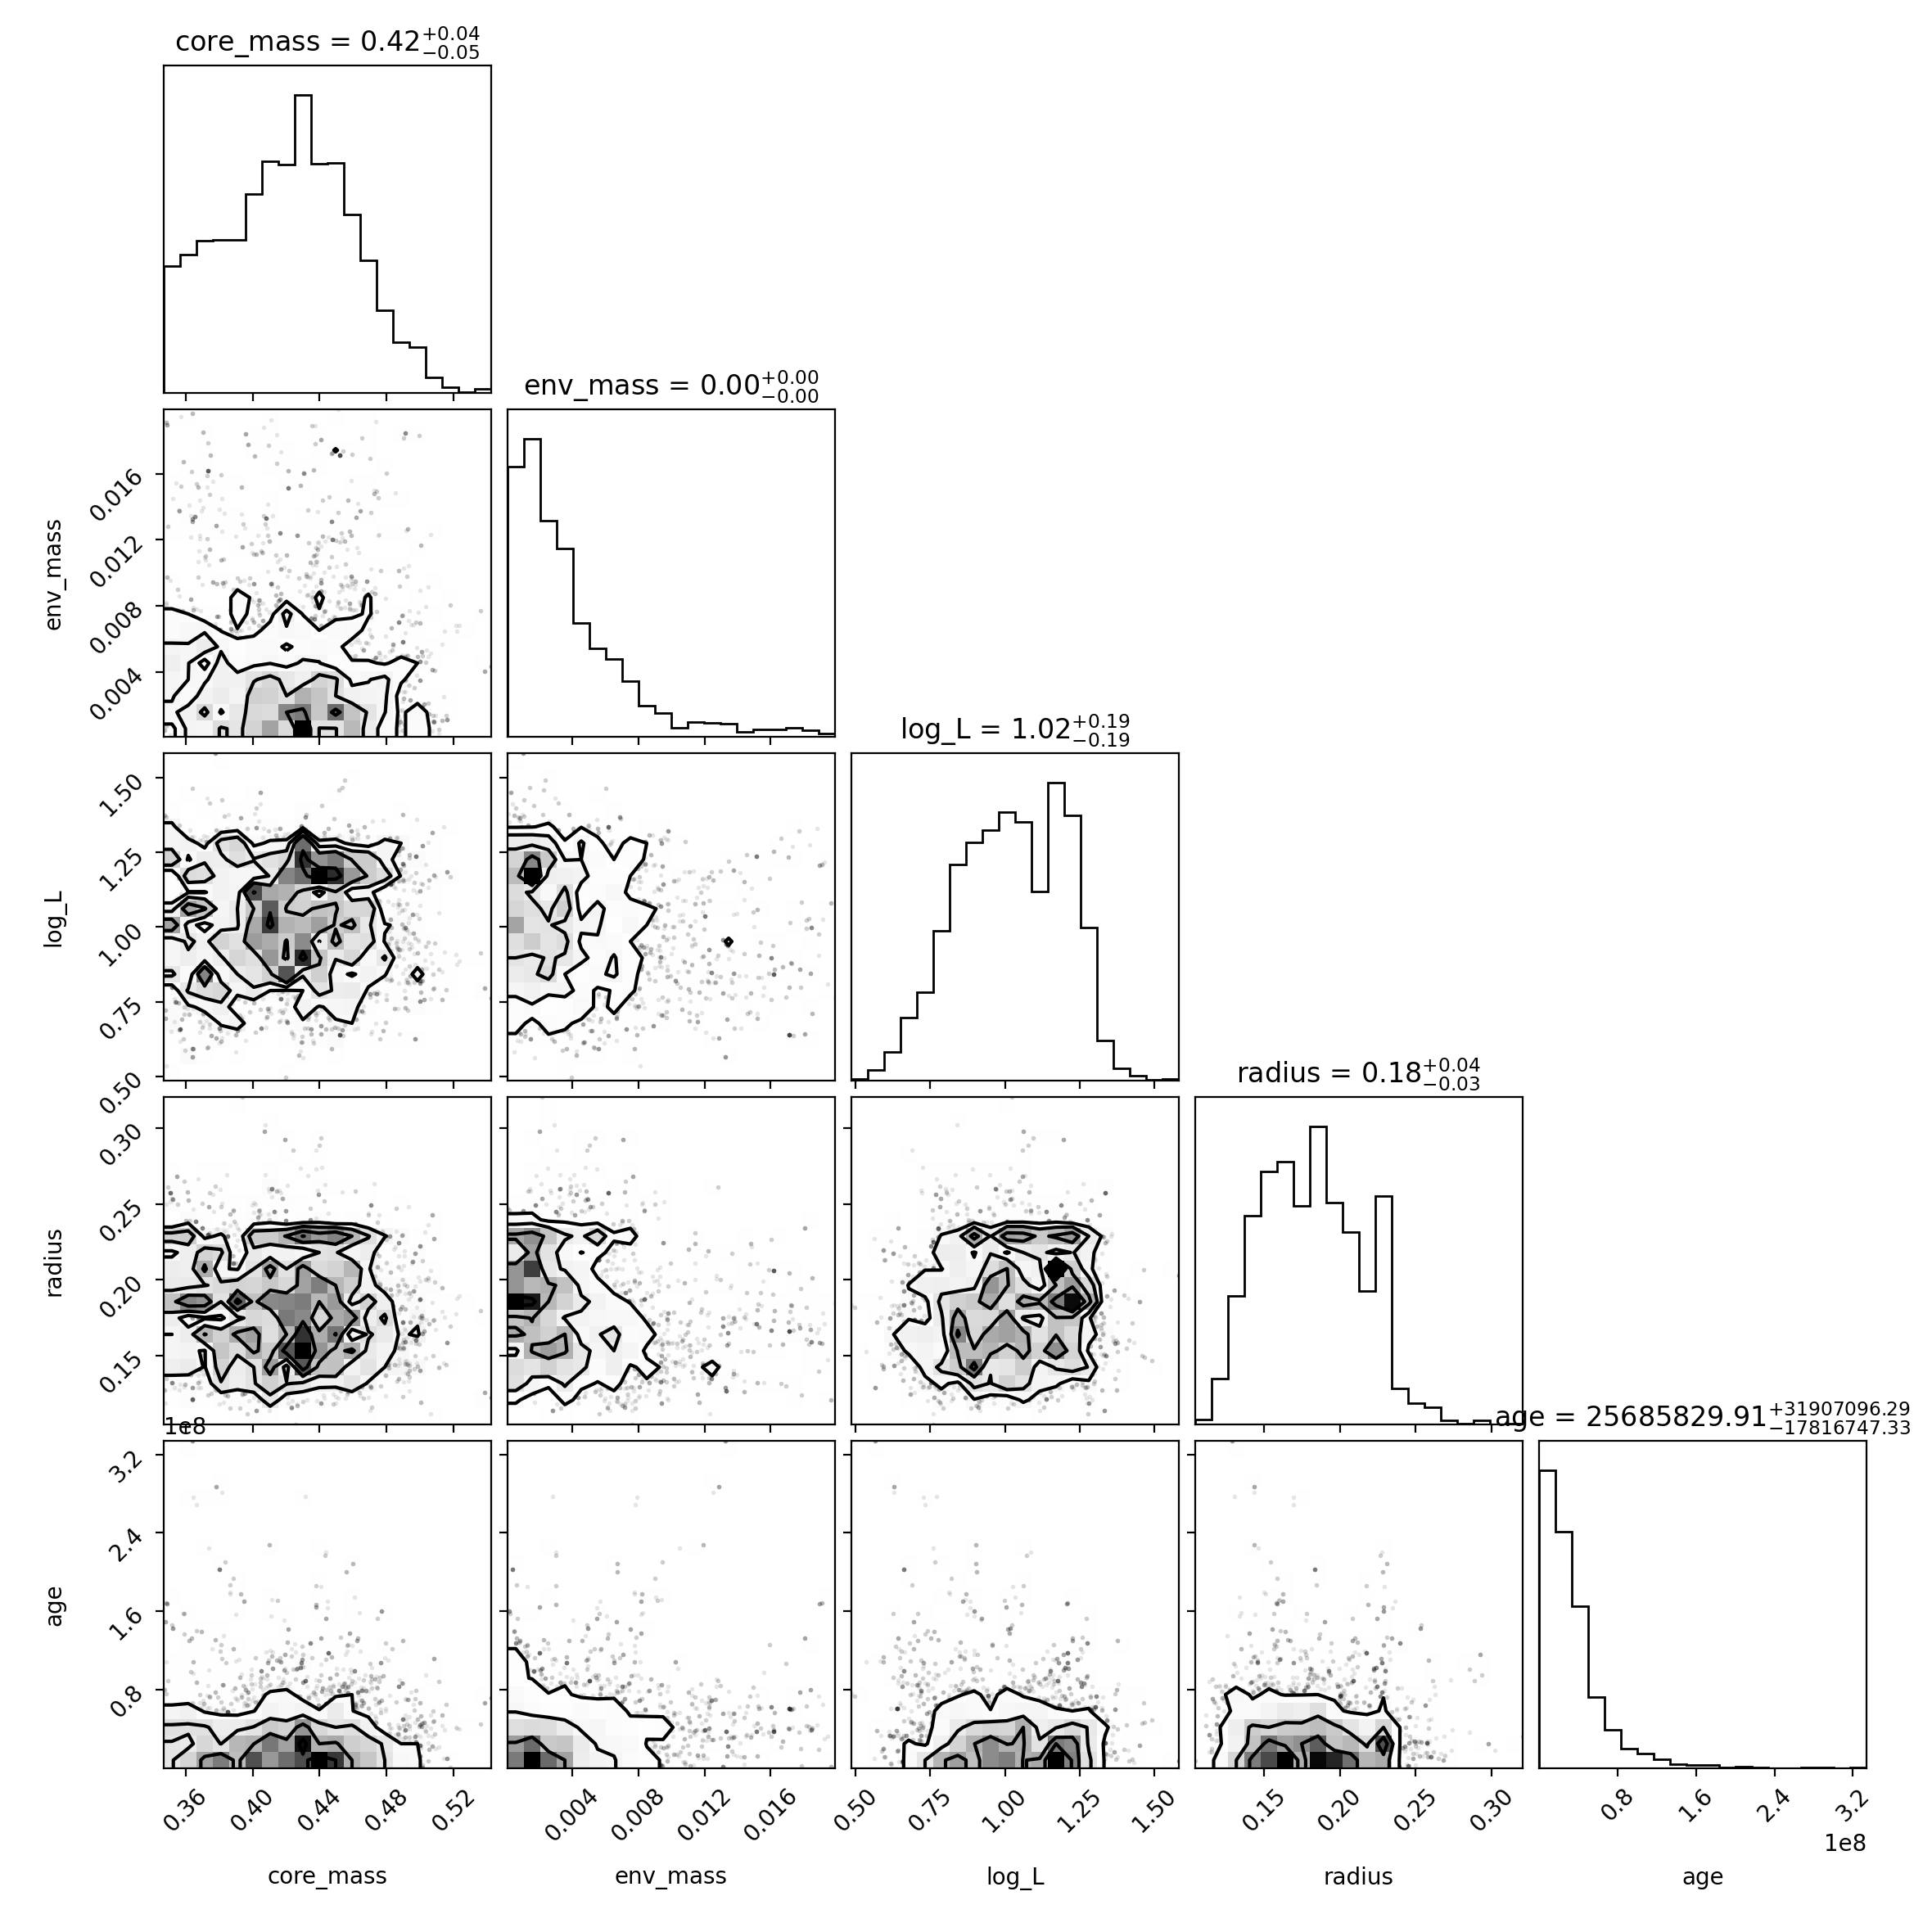 core_mass = 0.42+0.04
−0.05
env_mass = 0.00+0.00
−0.00
0.016
0.012
0.008
0.004
env_mass
log_L = 1.02+0.19
−0.19
1.50
1.25
1.00
0.75
0.50
log_L
radius = 0.18+0.04
−0.03
0.30
0.25
0.20
0.15
radius
1e8
age = 25685829.91+31907096.29
−17816747.33
3.2
2.4
1.6
0.8
age
0.36 0.40 0.44 0.48 0.52
0.004 0.008 0.012 0.016
0.50 0.75 1.00 1.25 1.50
0.15 0.20 0.25 0.30
0.8 1.6 2.4 3.2
1e8
core_mass env_mass log_L radius age